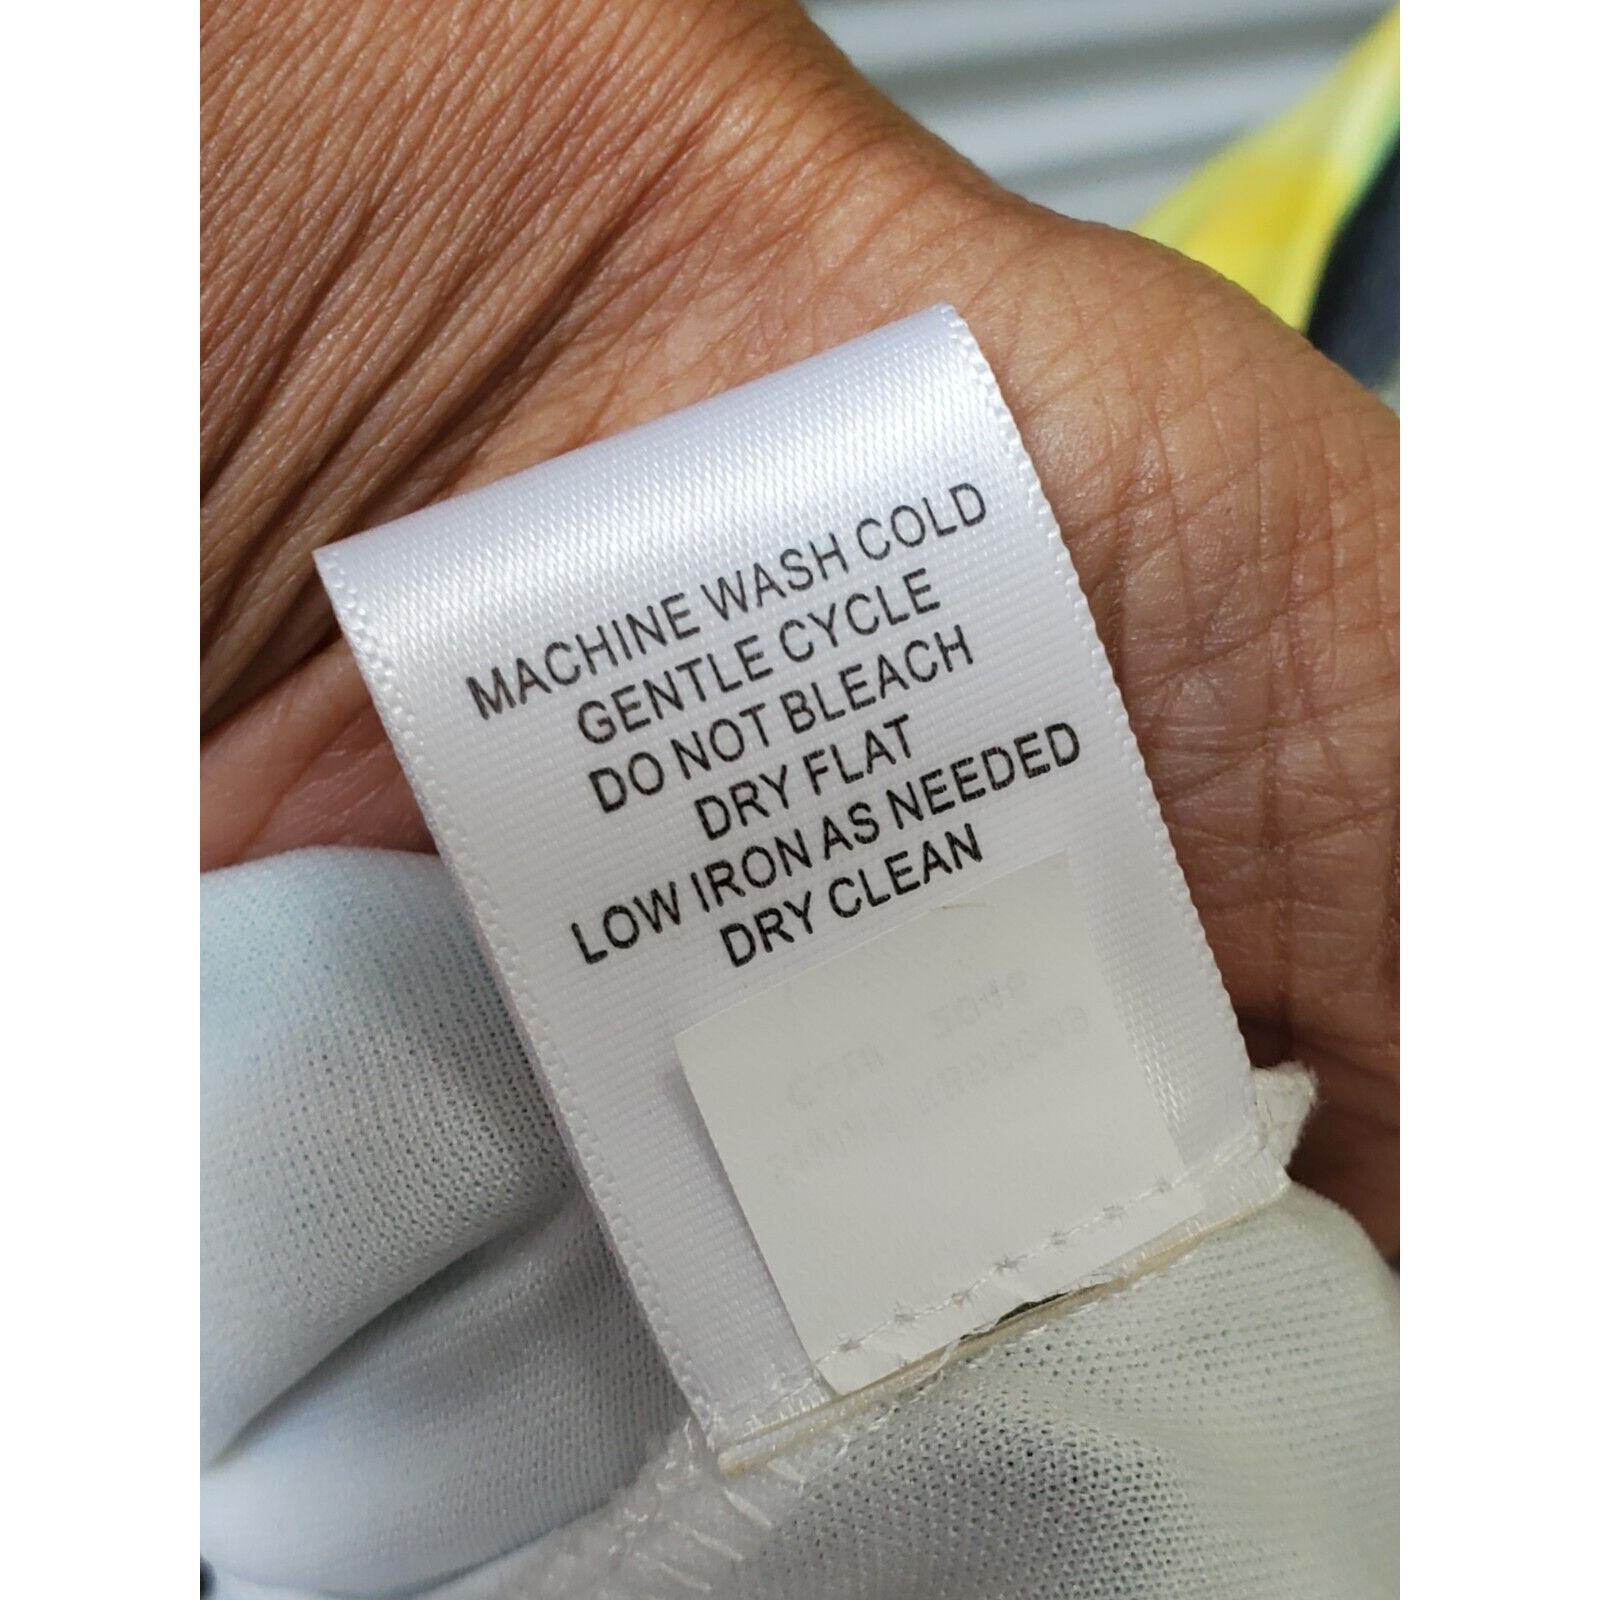 MACHINE WASH COLD
GENTLE CYCLE
DO NOT BLEACH
DRY FLAT
LOW IRON AS NEEDED
DRY CLEAN